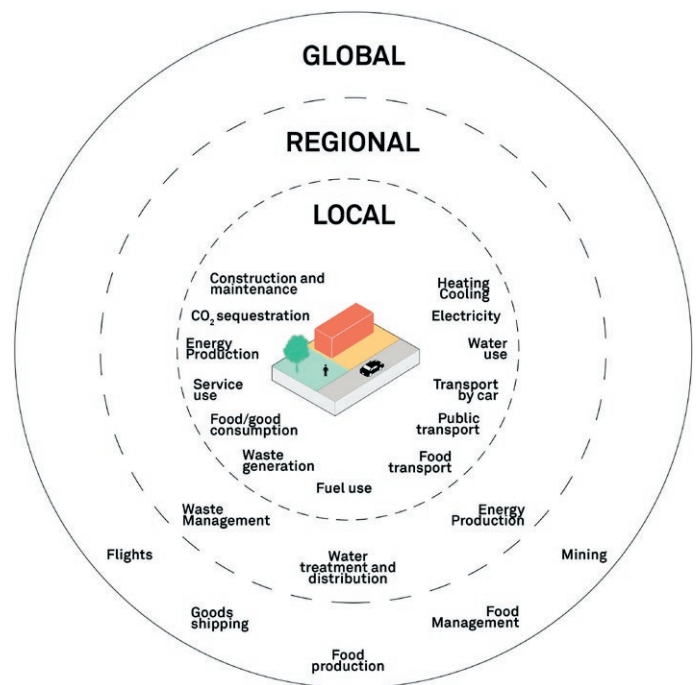 GLOBAL
REGIONAL
LOCAL
Construction and
maintenance
Heating
Cooling
CO₂ sequestration
Electricity
Energy
Production
Water
use
Service
use
Transport
by car
Food/good
consumption
Public
transport
Waste
generation
Food
transport
Fuel use
Waste
Management
Energy
Production
Flights
Water
treatment and
distribution
Mining
Goods
shipping
Food
Management
Food
production